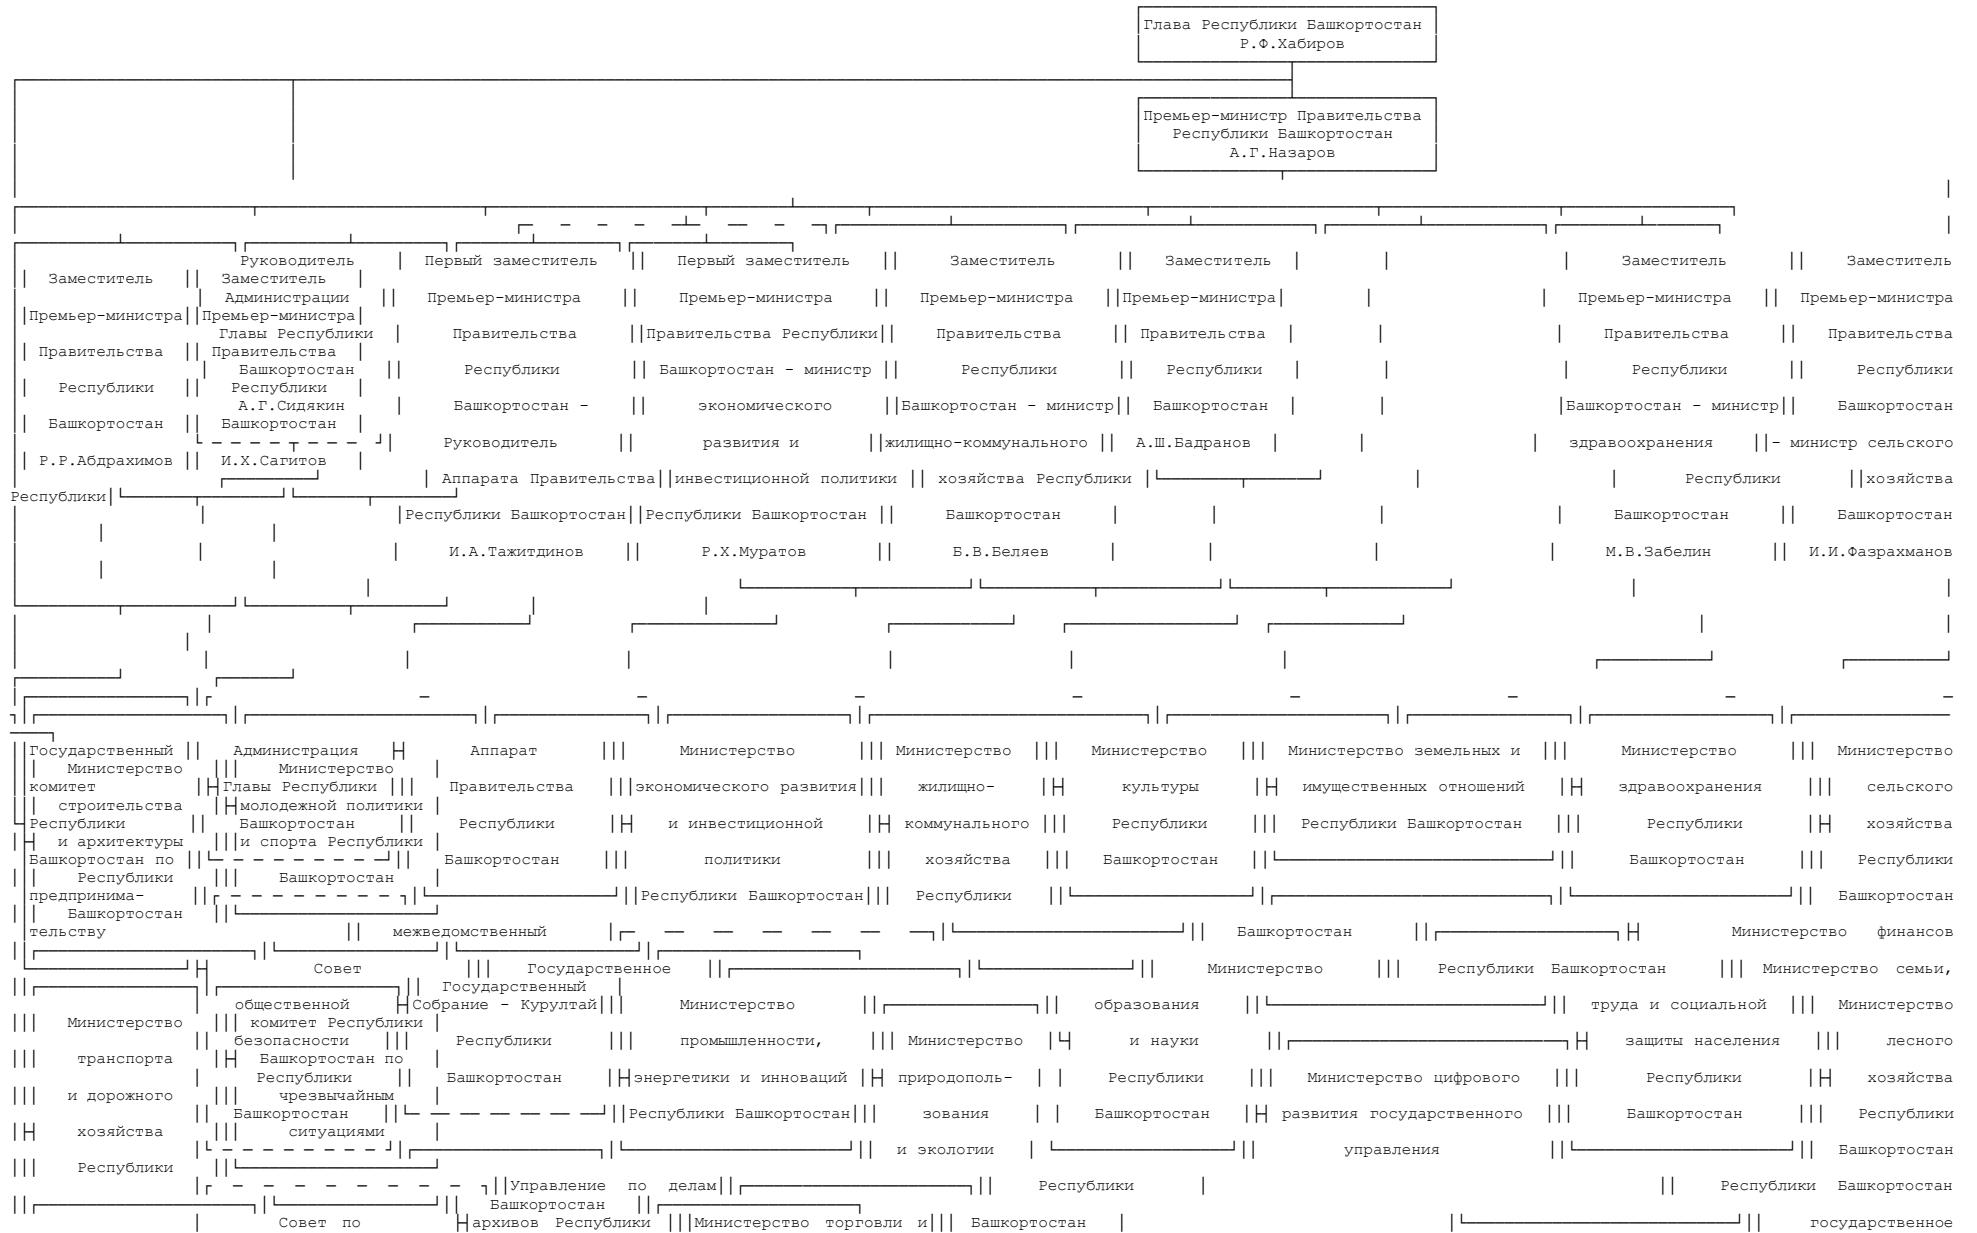 Глава Республики Башкортостан
Р.Ф.Хабиров
Премьер-министр Правительства
Республики Башкортостан
А.Г.Назаров
Руководитель Первый заместитель Первый заместитель Заместитель Заместитель Заместитель Заместитель
Заместитель Заместитель
Администрации Премьер-министра Премьер-министра Премьер-министра Премьер-министра Премьер-министра Премьер-министра
Премьер-министра Премьер-министра
Главы Республики Правительства Правительства Республики Правительства Правительства Правительства Правительства
Правительства Правительства
Башкортостан Республики Башкортостан - министр Республики Республики Республики Республики
Республики Республики
А.Г.Сидякин Башкортостан - экономического Башкортостан - министр Башкортостан Башкортостан - министр Башкортостан
Башкортостан Башкортостан
Руководитель развития и жилищно-коммунального А.Ш.Бадранов здравоохранения - министр сельского
Р.Р.Абдрахимов И.Х.Сагитов
Аппарата Правительства инвестиционной политики хозяйства Республики Республики хозяйства
Республики
Республики Башкортостан Республики Башкортостан Башкортостан Башкортостан Башкортостан
И.А.Тажитдинов Р.Х.Муратов Б.В.Беляев М.В.Забелин И.И.Фазрахманов
Государственный Администрация Аппарат Министерство Министерство Министерство Министерство земельных и Министерство Министерство
Министерство Министерство
комитет Главы Республики Правительства экономического развития жилищно- культуры имущественных отношений здравоохранения сельского
строительства молодежной политики
Республики Башкортостан Республики и инвестиционной коммунального Республики Республики Башкортостан Республики хозяйства
и архитектуры и спорта Республики
Башкортостан по Башкортостан политики хозяйства Башкортостан Башкортостан Республики
Республики Башкортостан
предпринима- Республики Башкортостан Республики Башкортостан
Башкортостан
тельству межведомственный Башкортостан Министерство финансов
Совет Государственное Министерство Республики Башкортостан Министерство семьи,
Государственный
общественной Собрание - Курултай Министерство образования труда и социальной Министерство
Министерство комитет Республики
безопасности Республики промышленности, Министерство и науки защиты населения лесного
транспорта Башкортостан по
Республики Башкортостан энергетики и инноваций природополь- Республики Министерство цифрового Республики хозяйства
и дорожного чрезвычайным
Башкортостан Республики Башкортостан зования Башкортостан развития государственного Башкортостан Республики
хозяйства ситуациями
и экологии управления Башкортостан
Республики
Управление по делам Республики Республики Башкортостан
Башкортостан
Совет по архивов Республики Министерство торговли и Башкортостан государственное